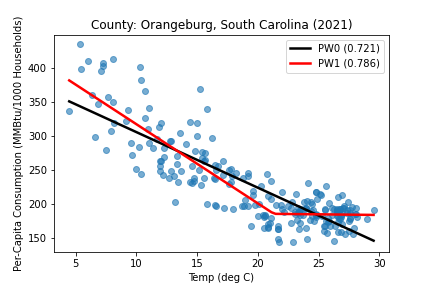 County: Orangeburg, South Carolina (2021)
PW0 (0.721)
PW1 (0.786)
Per-Capita Consumption (MMBtu/1000 Households)
400
350
300
250
200
150
5 10 15 20 25 30
Temp (deg C)